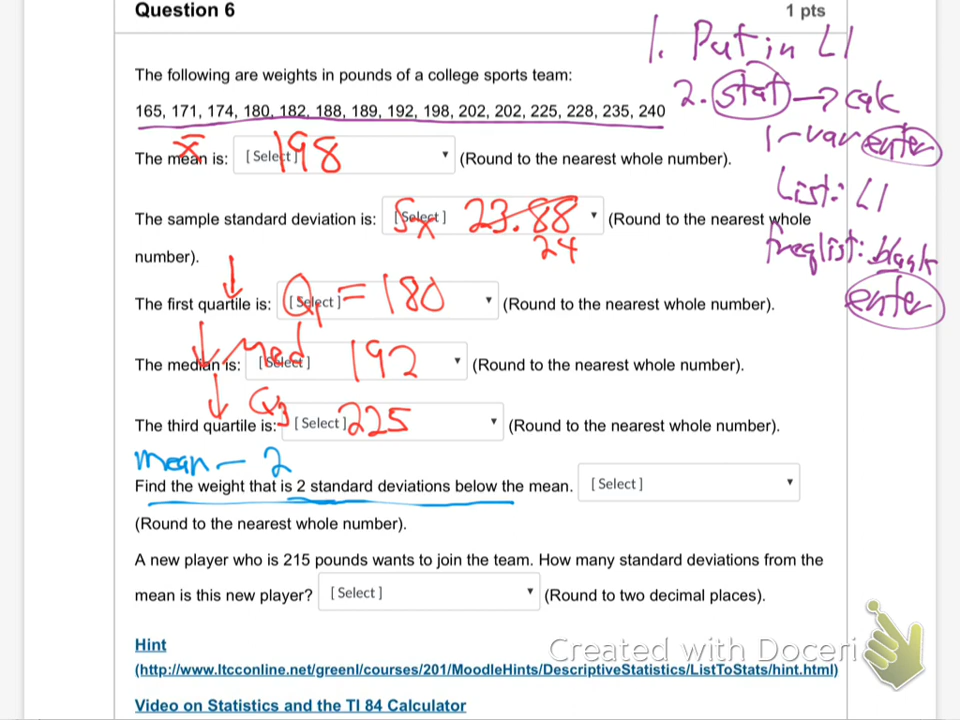 Question 6
1 pts
1. Put in L1
The following are weights in pounds of a college sports team:
2. stat → calc
165, 171, 174, 180, 182, 188, 189, 192, 198, 202, 202, 225, 228, 235, 240
1-var enter
x̄
The mean is: [ Select ] 198 (Round to the nearest whole number).
List: L1
The sample standard deviation is: [ Select ] Sx 23.88 (Round to the nearest whole
24
number).
freqlist: blank
enter
The first quartile is: [ Select ] Q1 = 180 (Round to the nearest whole number).
The median is: med [ Select ] 192 (Round to the nearest whole number).
Q3
The third quartile is: [ Select ] 225 (Round to the nearest whole number).
mean - 2
Find the weight that is 2 standard deviations below the mean. [ Select ]
(Round to the nearest whole number).
A new player who is 215 pounds wants to join the team. How many standard deviations from the
mean is this new player? [ Select ] (Round to two decimal places).
Hint
Created with Doceri
(http://www.ltcconline.net/greenl/courses/201/MoodleHints/DescriptiveStatistics/ListToStats/hint.html)
Video on Statistics and the TI 84 Calculator